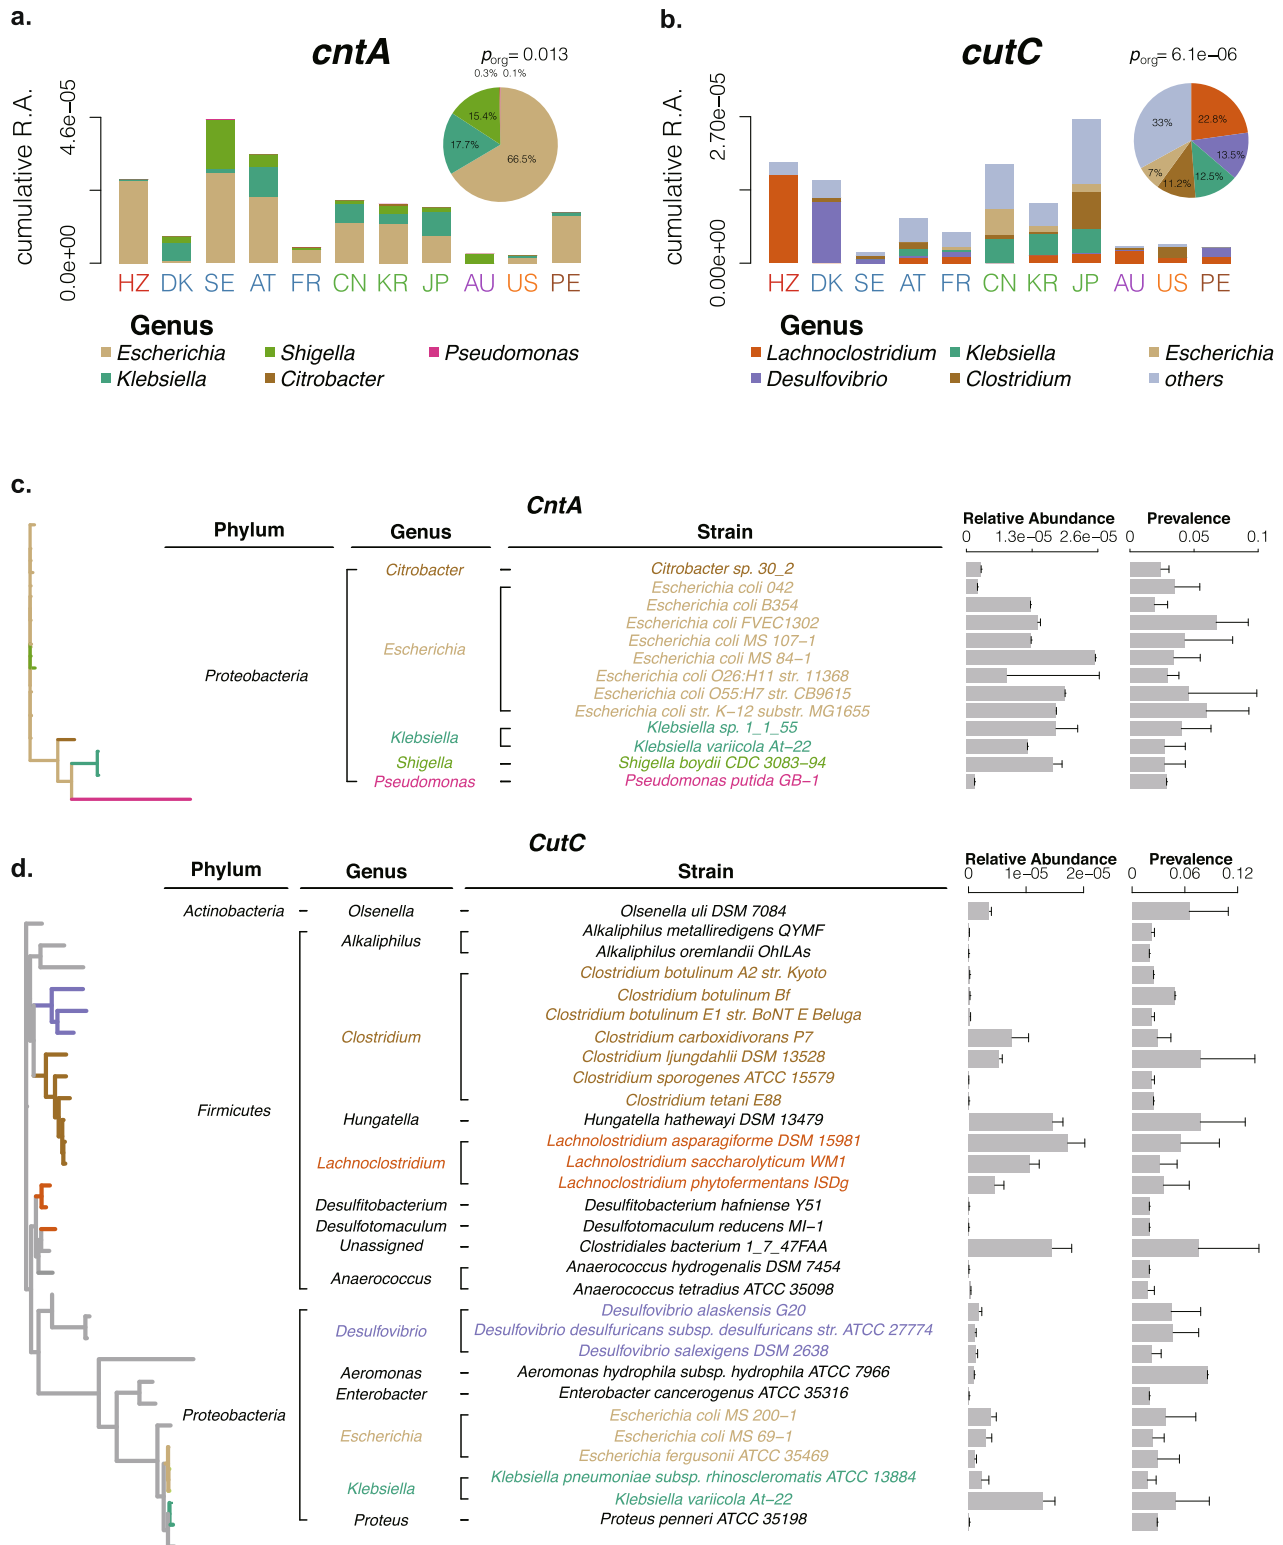 a.
cntA
p_org = 0.013
0.3% 0.1%
15.4%
17.7%
66.5%
cumulative R.A.
4.6e−05
0.0e+00
HZ DK SE AT FR CN KR JP AU US PE
Genus
Escherichia Shigella Pseudomonas
Klebsiella Citrobacter
b.
cutC
p_org = 6.1e−06
33% 22.8%
13.5%
7% 11.2% 12.5%
cumulative R.A.
2.70e−05
0.00e+00
HZ DK SE AT FR CN KR JP AU US PE
Genus
Lachnoclostridium Klebsiella Escherichia
Desulfovibrio Clostridium others
c.
CntA
Phylum Genus Strain Relative Abundance Prevalence
0 1.3e−05 2.6e−05 0 0.05 0.1
Citrobacter Citrobacter sp. 30_2
Escherichia coli 042
Escherichia coli B354
Escherichia coli FVEC1302
Escherichia coli MS 107−1
Escherichia
Escherichia coli MS 84−1
Proteobacteria Escherichia coli O26:H11 str. 11368
Escherichia coli O55:H7 str. CB9615
Escherichia coli str. K−12 substr. MG1655
Klebsiella sp. 1_1_55
Klebsiella
Klebsiella variicola At−22
Shigella Shigella boydii CDC 3083−94
Pseudomonas Pseudomonas putida GB−1
d.
CutC
Phylum Genus Strain Relative Abundance Prevalence
0 1e−05 2e−05 0 0.06 0.12
Actinobacteria Olsenella Olsenella uli DSM 7084
Alkaliphilus metalliredigens QYMF
Alkaliphilus
Alkaliphilus oremlandii OhILAs
Clostridium botulinum A2 str. Kyoto
Clostridium botulinum Bf
Clostridium botulinum E1 str. BoNT E Beluga
Clostridium Clostridium carboxidivorans P7
Clostridium ljungdahlii DSM 13528
Clostridium sporogenes ATCC 15579
Clostridium tetani E88
Firmicutes
Hungatella Hungatella hathewayi DSM 13479
Lachnolostridium asparagiforme DSM 15981
Lachnoclostridium Lachnolostridium saccharolyticum WM1
Lachnoclostridium phytofermentans ISDg
Desulfitobacterium Desulfitobacterium hafniense Y51
Desulfotomaculum Desulfotomaculum reducens MI−1
Unassigned Clostridiales bacterium 1_7_47FAA
Anaerococcus hydrogenalis DSM 7454
Anaerococcus
Anaerococcus tetradius ATCC 35098
Desulfovibrio alaskensis G20
Desulfovibrio Desulfovibrio desulfuricans subsp. desulfuricans str. ATCC 27774
Desulfovibrio salexigens DSM 2638
Aeromonas Aeromonas hydrophila subsp. hydrophila ATCC 7966
Enterobacter Enterobacter cancerogenus ATCC 35316
Proteobacteria Escherichia coli MS 200−1
Escherichia Escherichia coli MS 69−1
Escherichia fergusonii ATCC 35469
Klebsiella pneumoniae subsp. rhinoscleromatis ATCC 13884
Klebsiella
Klebsiella variicola At−22
Proteus Proteus penneri ATCC 35198